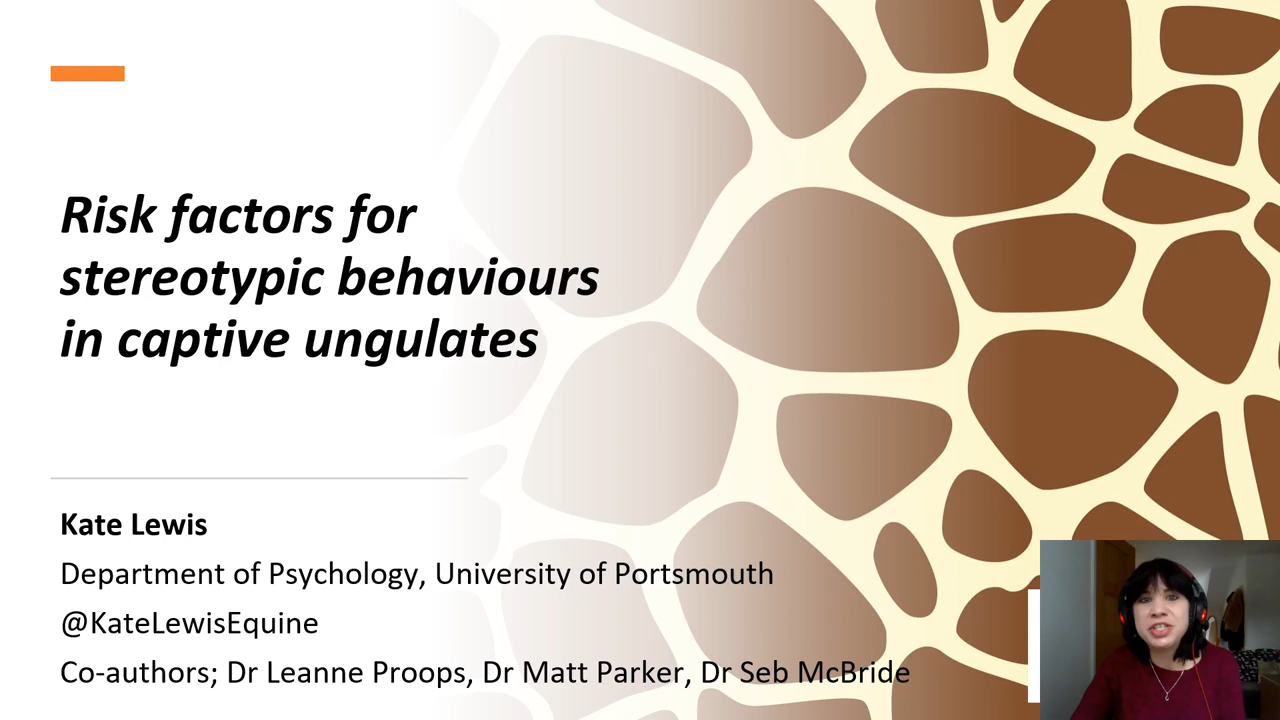 Risk factors for
stereotypic behaviours
in captive ungulates
Kate Lewis
Department of Psychology, University of Portsmouth
@KateLewisEquine
Co-authors; Dr Leanne Proops, Dr Matt Parker, Dr Seb McBride